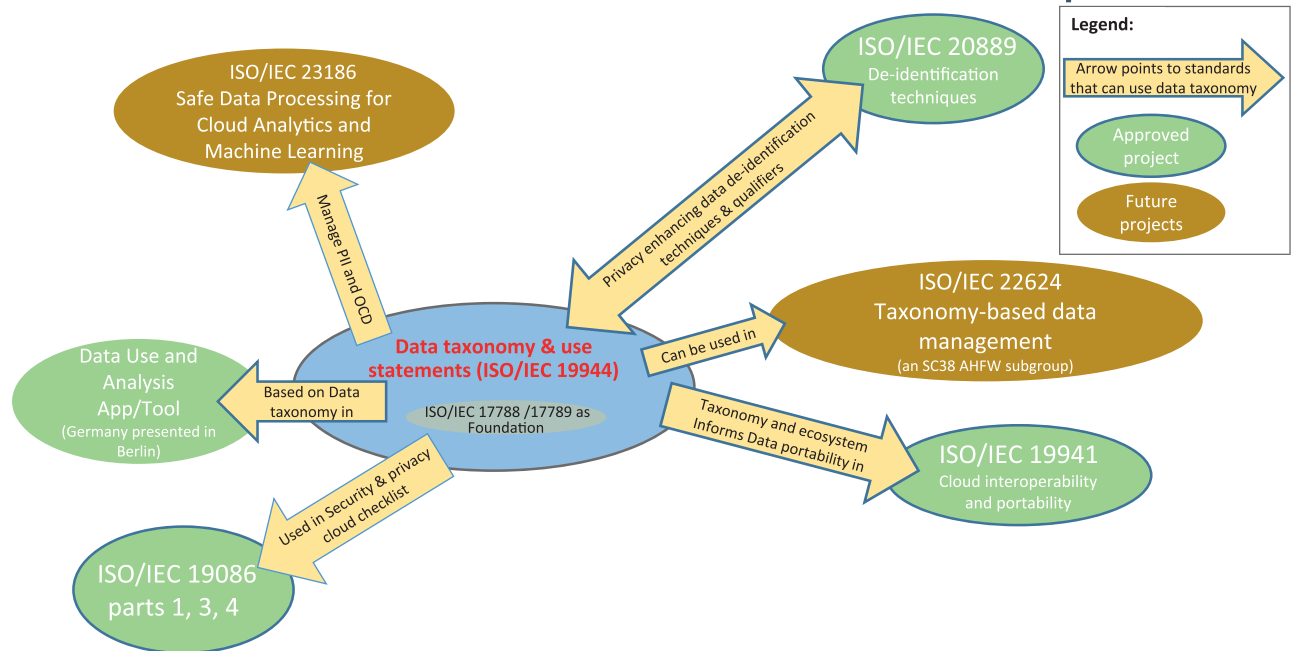 Legend:
Arrow points to standards
that can use data taxonomy
Approved
project
Future
projects
ISO/IEC 23186
Safe Data Processing for
Cloud Analytics and
Machine Learning
ISO/IEC 20889
De-identification
techniques
Manage PII and OCD
Privacy enhancing data de-identification
techniques & qualifiers
ISO/IEC 22624
Taxonomy-based data
management
(an SC38 AHFW subgroup)
Can be used in
Data taxonomy & use
statements (ISO/IEC 19944)
ISO/IEC 17788 /17789 as
Foundation
Data Use and
Analysis
App/Tool
(Germany presented in
Berlin)
Based on Data
taxonomy in
Taxonomy and ecosystem
Informs Data portability in
ISO/IEC 19941
Cloud interoperability
and portability
Used in Security & privacy
cloud checklist
ISO/IEC 19086
parts 1, 3, 4